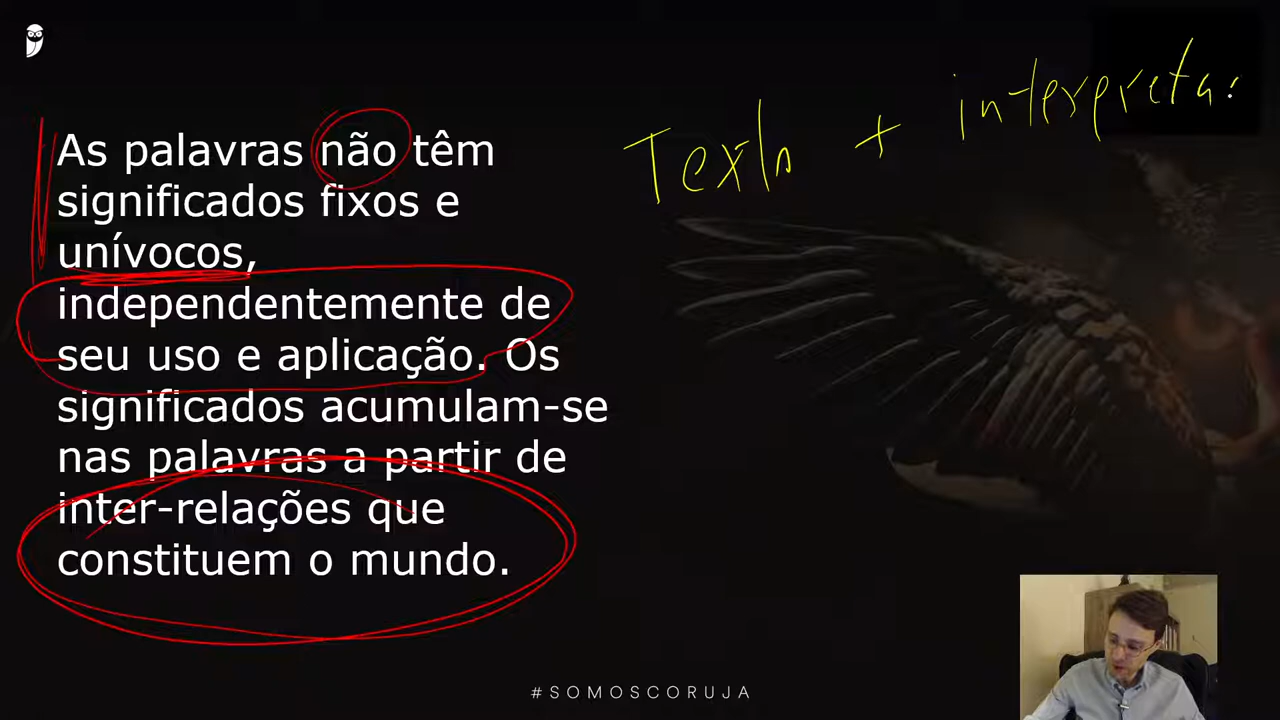 As palavras não têm
significados fixos e
unívocos,
independentemente de
seu uso e aplicação. Os
significados acumulam-se
nas palavras a partir de
inter-relações que
constituem o mundo.
Texto + interpreta
#SOMOSCORUJA